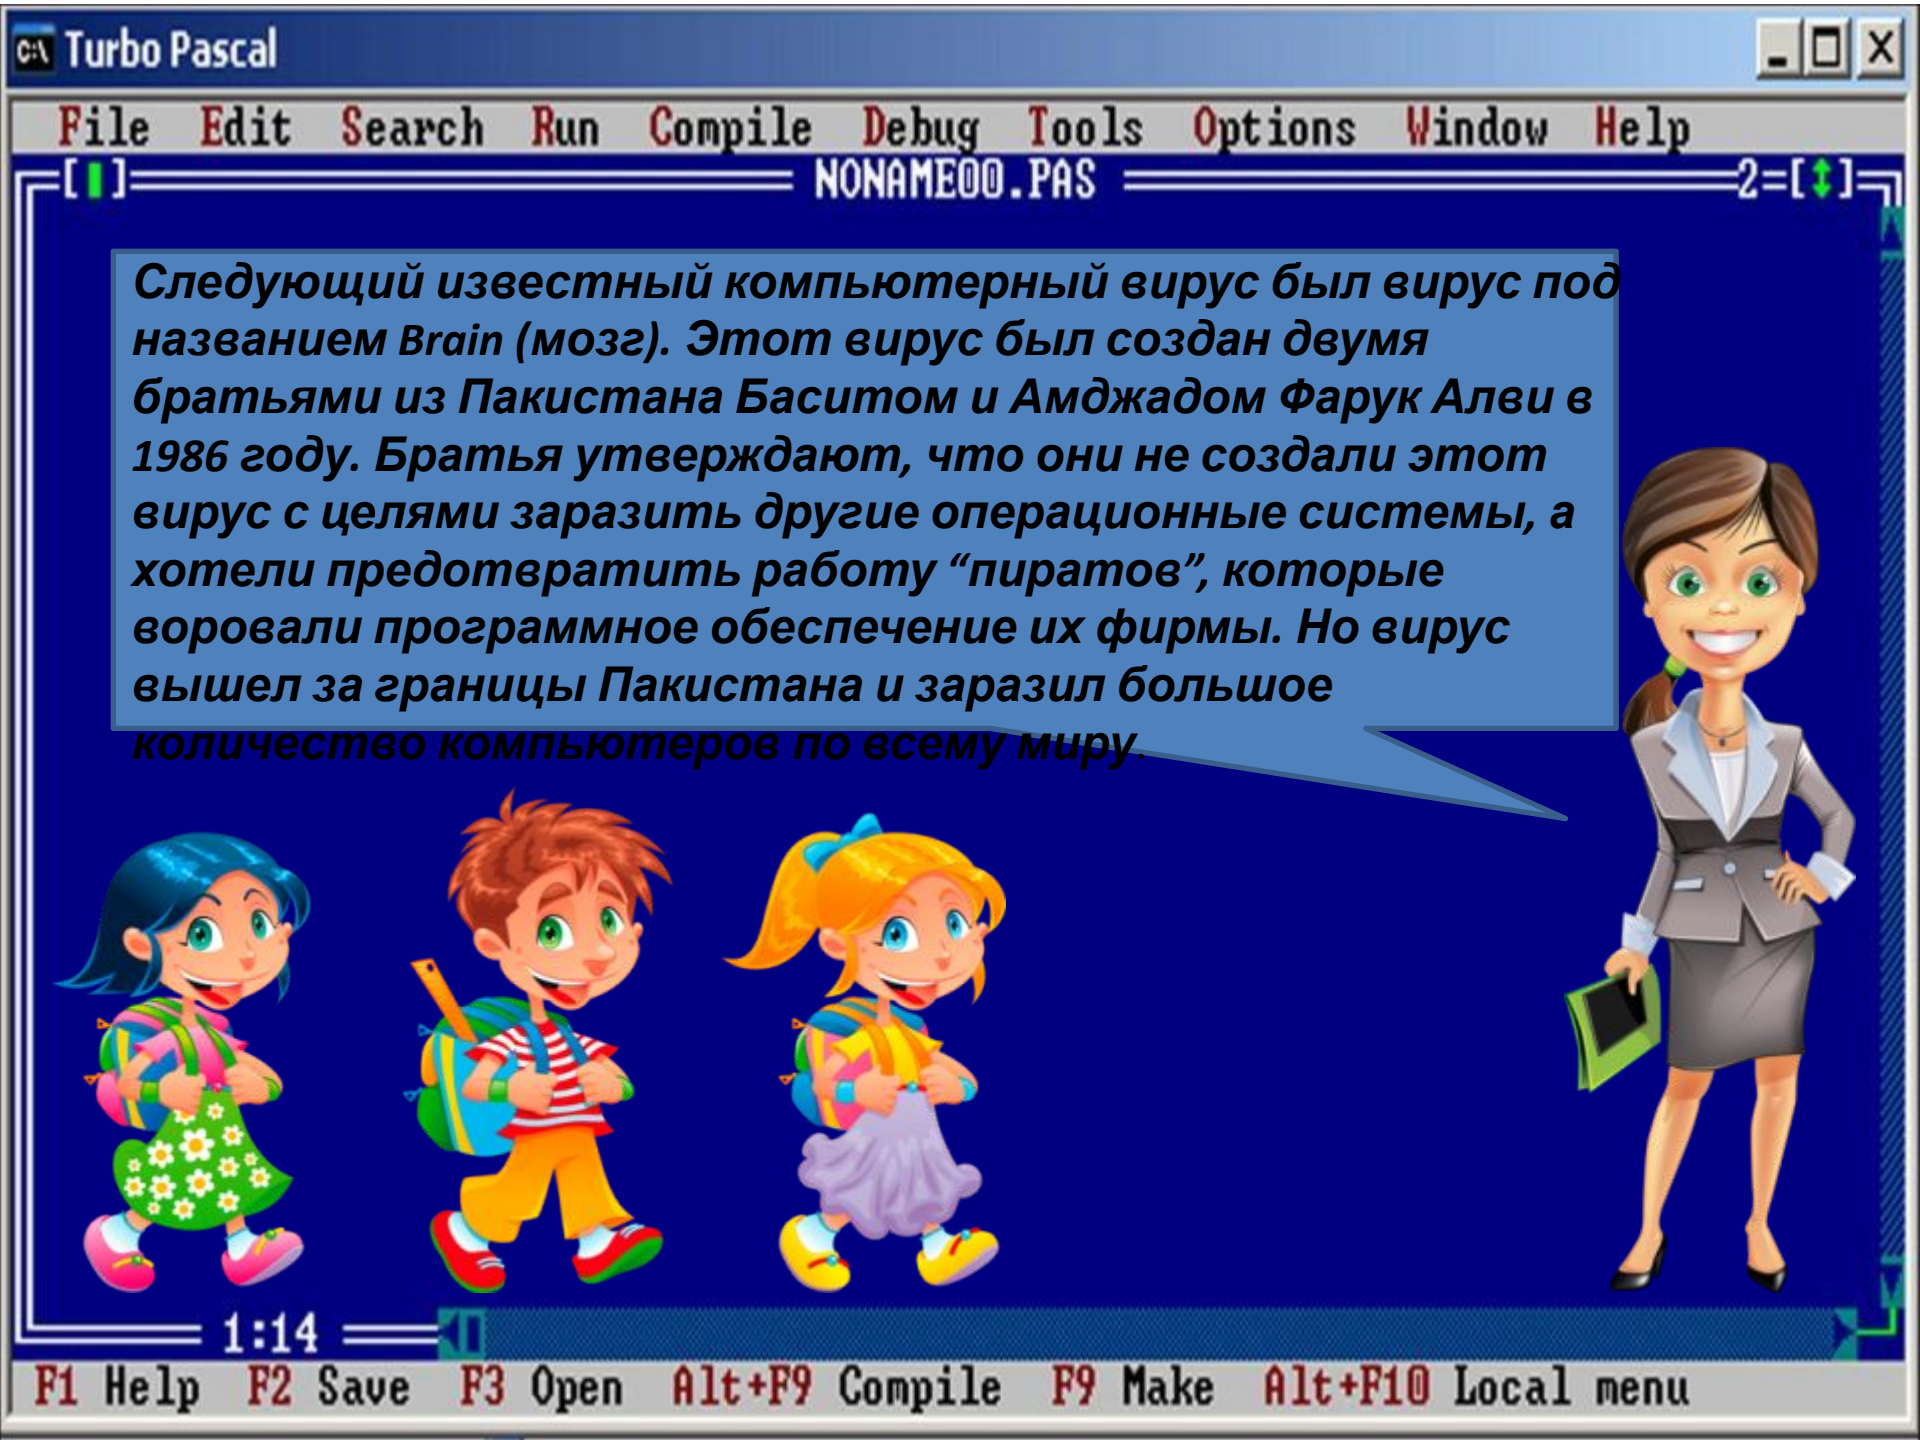 C:\ Turbo Pascal
File Edit Search Run Compile Debug Tools Options Window Help
[ ] NONAME00.PAS 2=[ ]
Следующий известный компьютерный вирус был вирус под
названием Brain (мозг). Этот вирус был создан двумя
братьями из Пакистана Баситом и Амджадом Фарук Алви в
1986 году. Братья утверждают, что они не создали этот
вирус с целями заразить другие операционные системы, а
хотели предотвратить работу “пиратов”, которые
воровали программное обеспечение их фирмы. Но вирус
вышел за границы Пакистана и заразил большое
количество компьютеров по всему миру.
1:14
F1 Help F2 Save F3 Open Alt+F9 Compile F9 Make Alt+F10 Local menu